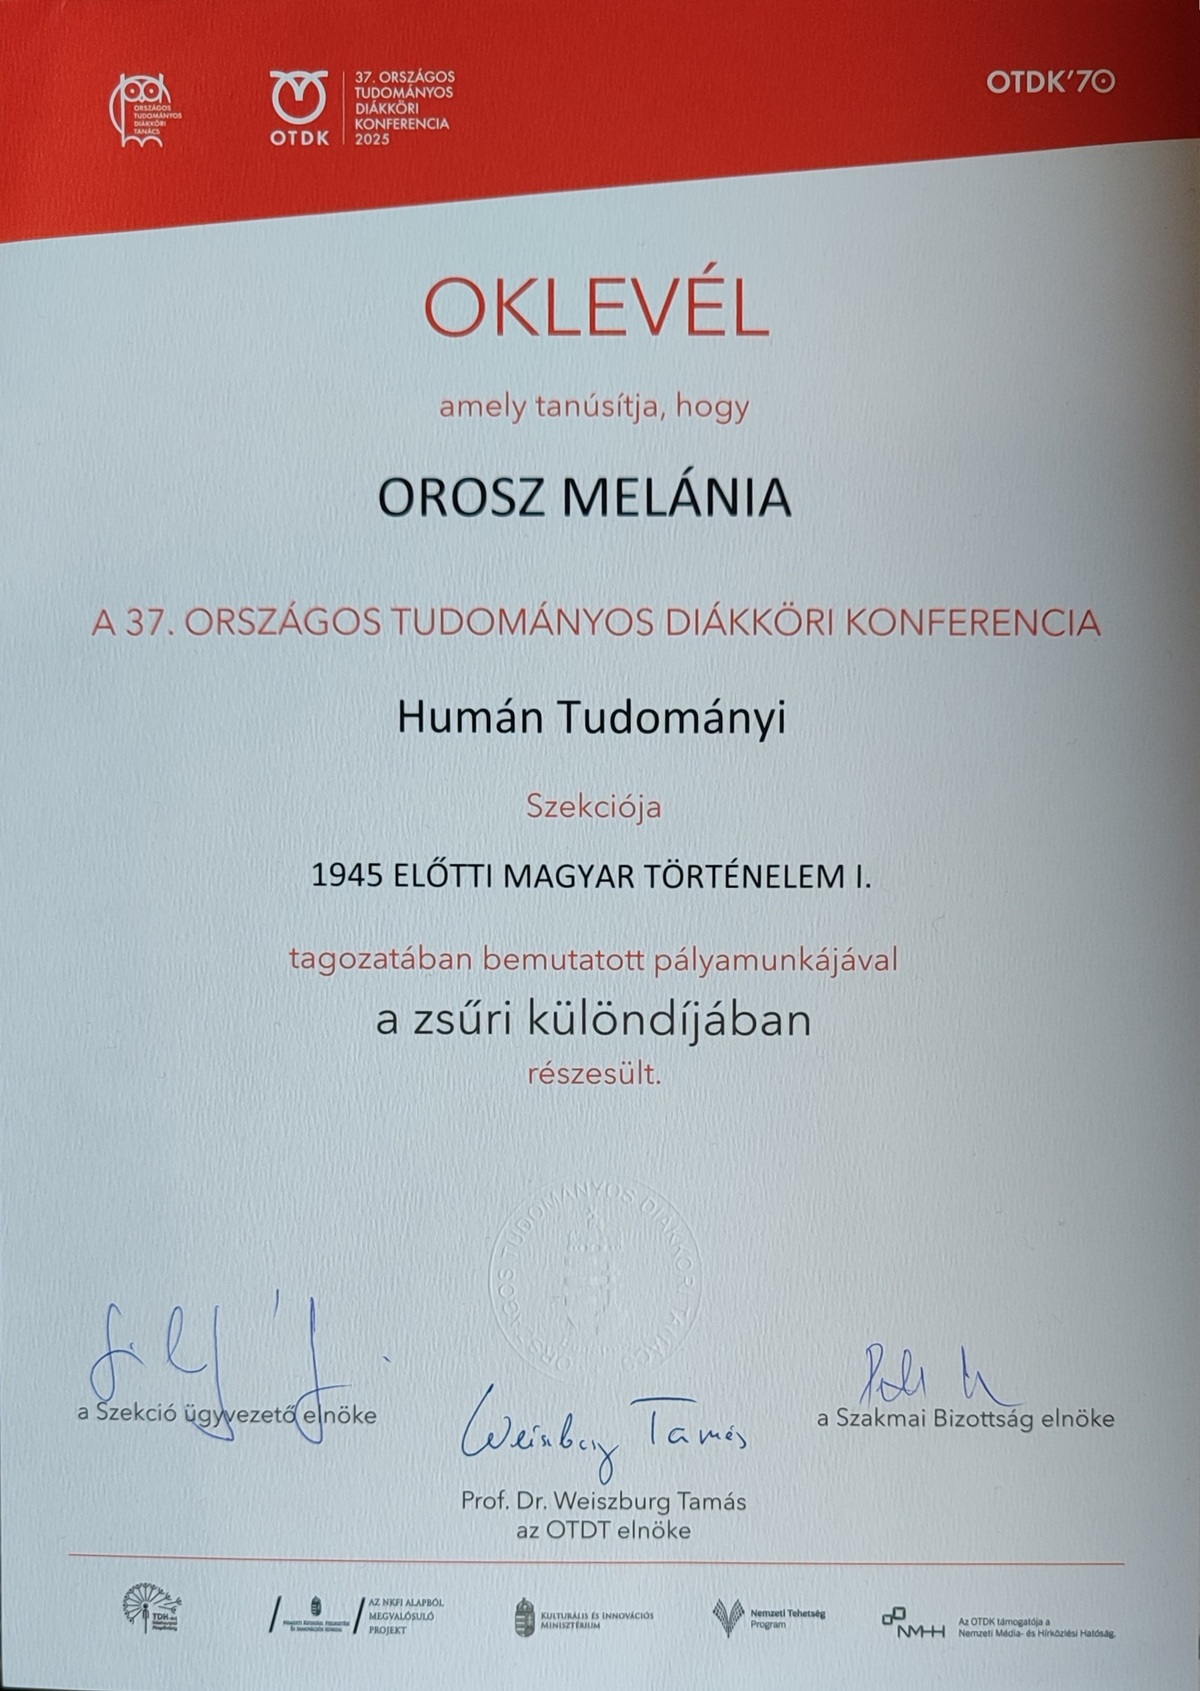 ORSZÁGOS
TUDOMÁNYOS
DIÁKKÖRI
TANÁCS
OTDK
37. ORSZÁGOS
TUDOMÁNYOS
DIÁKKÖRI
KONFERENCIA
2025
OTDK'70
OKLEVÉL
amely tanúsítja, hogy
OROSZ MELÁNIA
A 37. ORSZÁGOS TUDOMÁNYOS DIÁKKÖRI KONFERENCIA
Humán Tudományi
Szekciója
1945 ELŐTTI MAGYAR TÖRTÉNELEM I.
tagozatában bemutatott pályamunkájával
a zsűri különdíjában
részesült.
ORSZÁGOS TUDOMÁNYOS DIÁKKÖRI TANÁCS
a Szekció ügyvezető elnöke
Weiszburg Tamás
a Szakmai Bizottság elnöke
Prof. Dr. Weiszburg Tamás
az OTDT elnöke
AZ NKFI ALAPBÓL
MEGVALÓSULÓ
PROJEKT
KULTURÁLIS ÉS INNOVÁCIÓS
MINISZTÉRIUM
Nemzeti Tehetség
Program
NMHH
Az OTDK támogatója a
Nemzeti Média- és Hírközlési Hatóság.